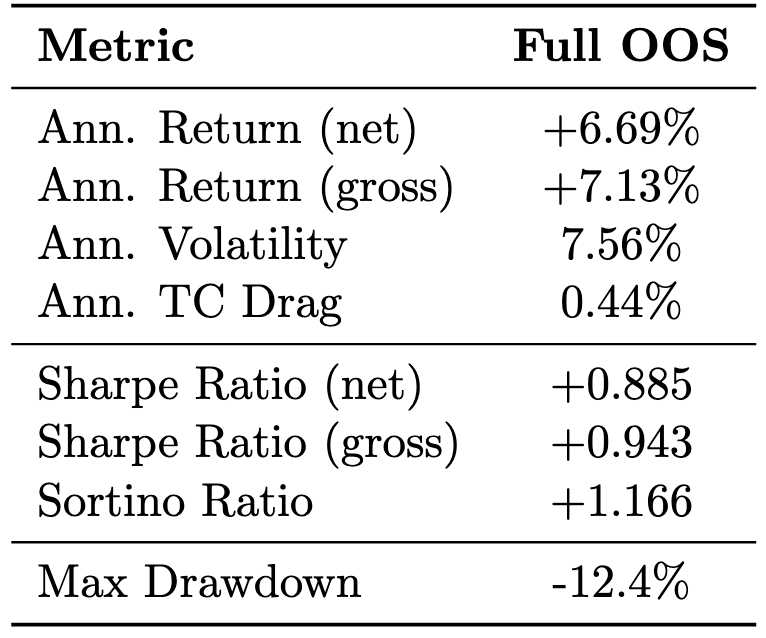 Metric Full OOS
Ann. Return (net) +6.69%
Ann. Return (gross) +7.13%
Ann. Volatility 7.56%
Ann. TC Drag 0.44%
Sharpe Ratio (net) +0.885
Sharpe Ratio (gross) +0.943
Sortino Ratio +1.166
Max Drawdown -12.4%